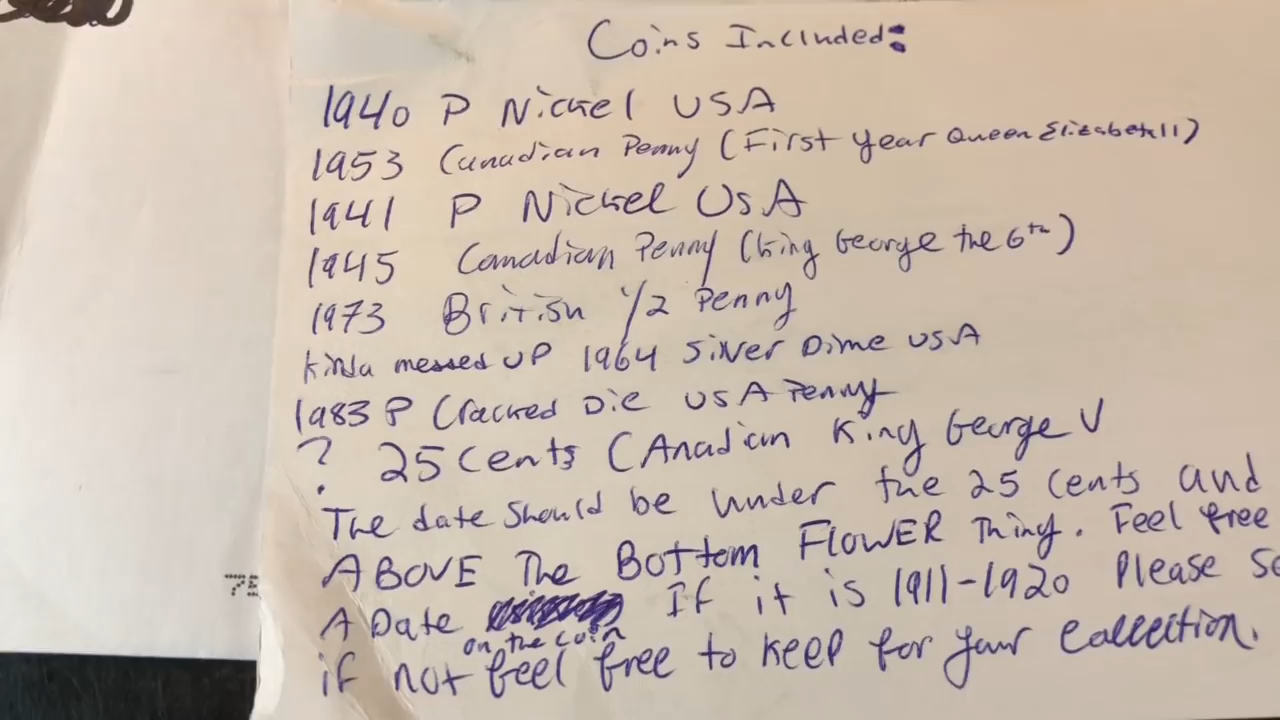 Coins Included:
1940 P Nickel USA
1953 Canadian Penny (First Year Queen Elizabeth II)
1941 P Nickel USA
1945 Canadian Penny (King George the 6th)
1973 British 1/2 Penny
Kinda messed UP 1964 Silver Dime USA
1983 P Cracked Die USA Penny
? 25 Cents CAnadian King George V
The date should be under the 25 cents and
ABOVE The Bottom FLOWER Thing. Feel free
A Date If it is 1911-1920 Please
on the coin
if not feel free to keep for your collection.
75